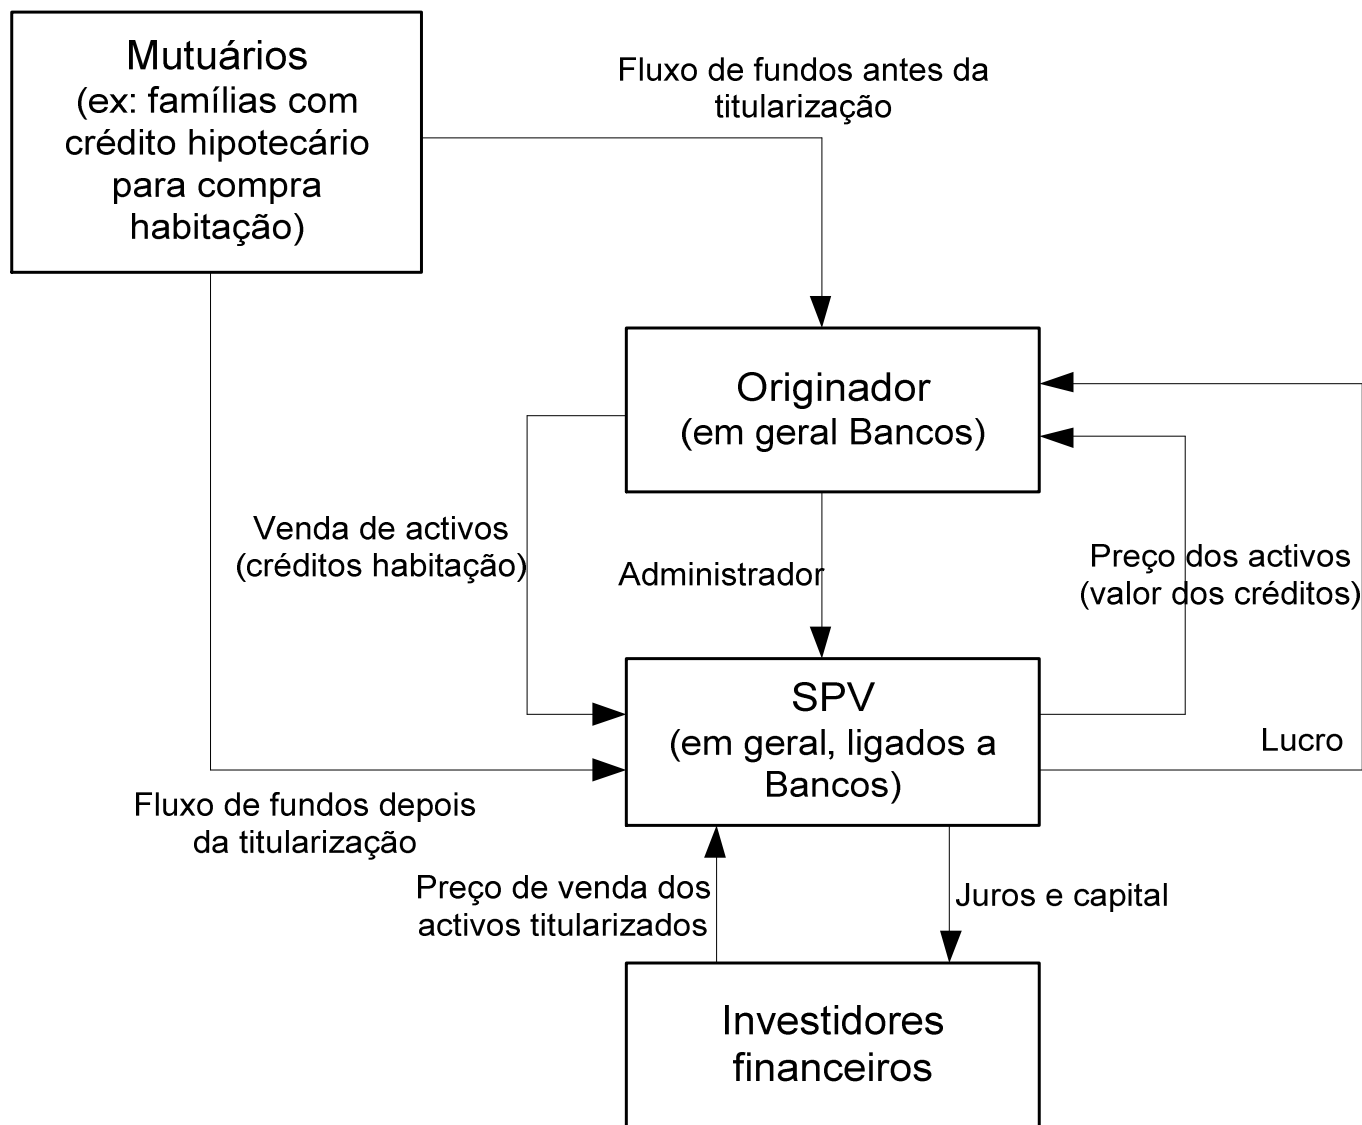 Mutuários
(ex: famílias com
crédito hipotecário
para compra
habitação)
Fluxo de fundos antes da
titularização
Originador
(em geral Bancos)
Venda de activos
(créditos habitação)
Administrador
Preço dos activos
(valor dos créditos)
SPV
(em geral, ligados a
Bancos)
Lucro
Fluxo de fundos depois
da titularização
Preço de venda dos
activos titularizados
Juros e capital
Investidores
financeiros